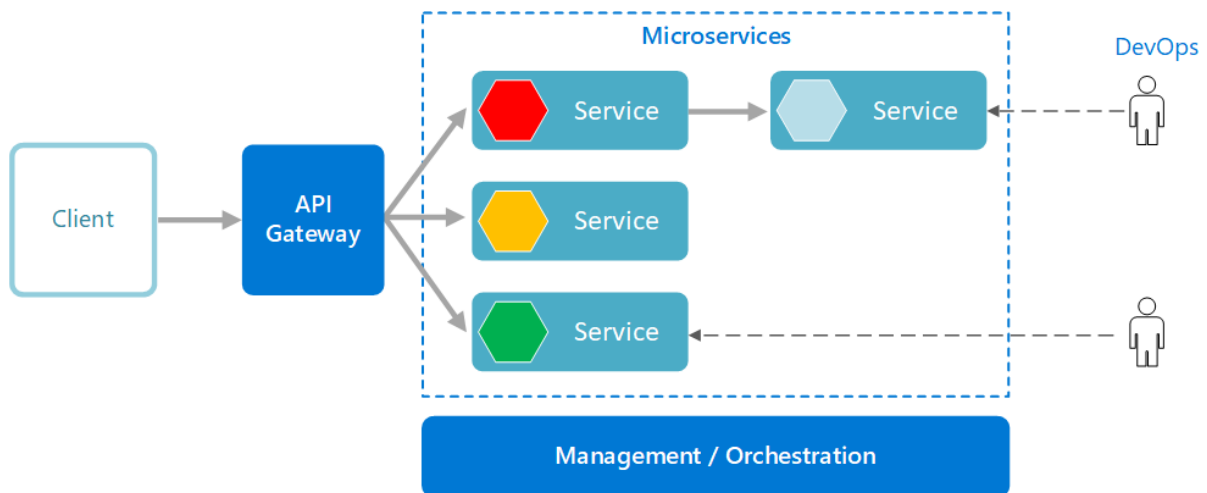 Microservices
DevOps
Service
Service
Client
API
Gateway
Service
Service
Management / Orchestration